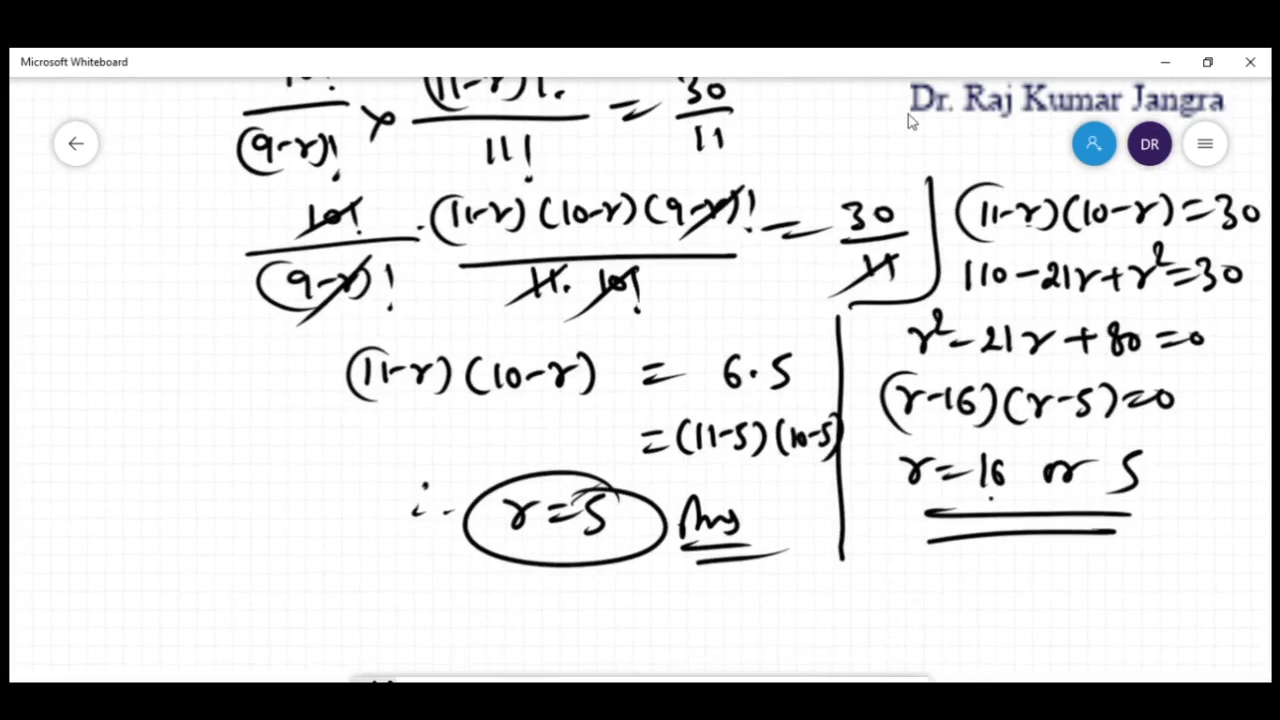 Microsoft Whiteboard
Dr. Raj Kumar Jangra
DR
/(9-r)! × (11-r)!/11! = 30/11
10!/(9-r)! · (11-r)(10-r)(9-r)!/11·10! = 30/11
(11-r)(10-r) = 6·5
=(11-5)(10-5)
∴ r=5 Ans
(11-r)(10-r)=30
110-21r+r²=30
r²-21r+80=0
(r-16)(r-5)=0
r=16 or 5